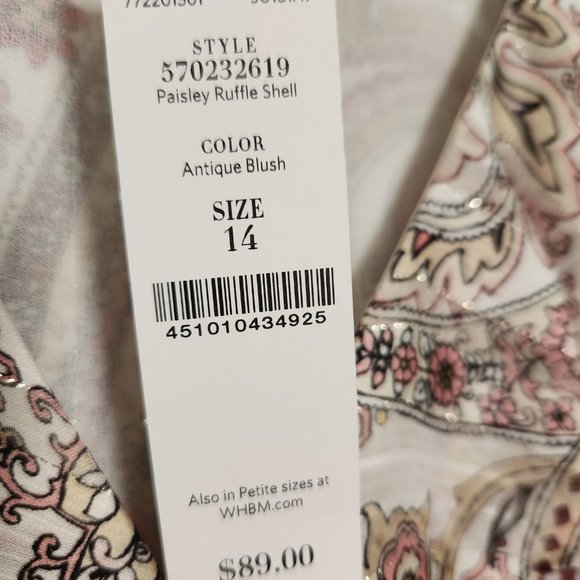 STYLE
570232619
Paisley Ruffle Shell
COLOR
Antique Blush
SIZE
14
451010434925
Also in Petite sizes at
WHBM.com
$89.00